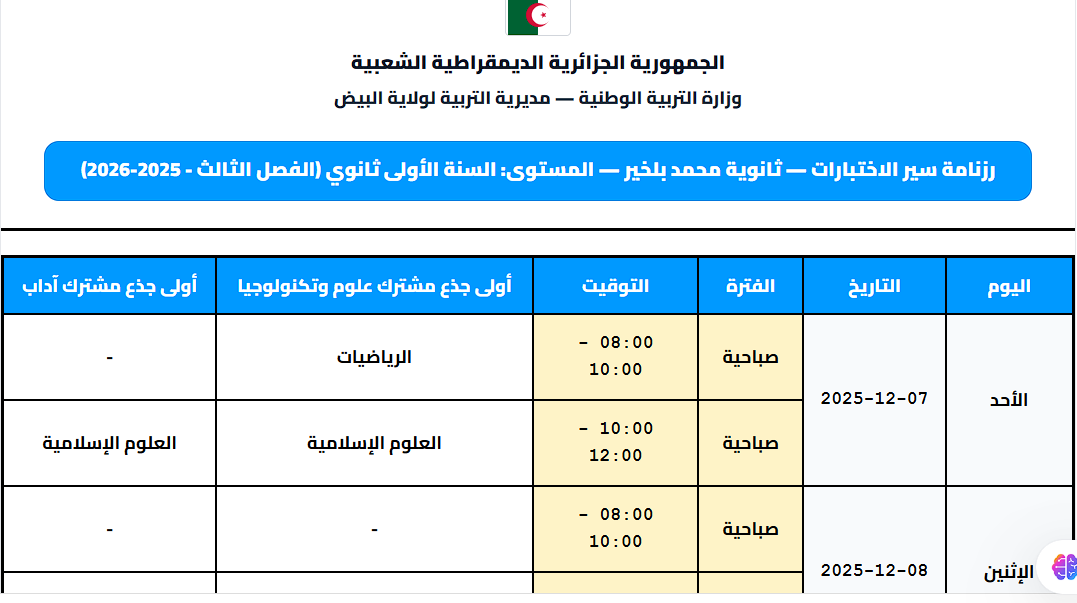 الجمهورية الجزائرية الديمقراطية الشعبية
وزارة التربية الوطنية — مديرية التربية لولاية البيض
رزنامة سير الاختبارات — ثانوية محمد بلخير — المستوى: السنة الأولى ثانوي (الفصل الثالث - 2025-2026)
اليوم التاريخ الفترة التوقيت أولى جذع مشترك علوم وتكنولوجيا أولى جذع مشترك آداب
الأحد 2025-12-07 صباحية 08:00 – 10:00 الرياضيات -
صباحية 10:00 – 12:00 العلوم الإسلامية العلوم الإسلامية
الإثنين 2025-12-08 صباحية 08:00 – 10:00 - -